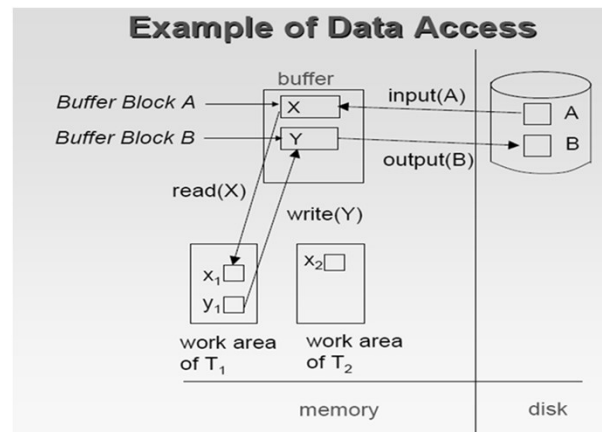 Example of Data Access
buffer
Buffer Block A
X
input(A)
A
Buffer Block B
Y
output(B)
B
read(X)
write(Y)
x₁
y₁
x₂
work area
of T₁
work area
of T₂
memory
disk